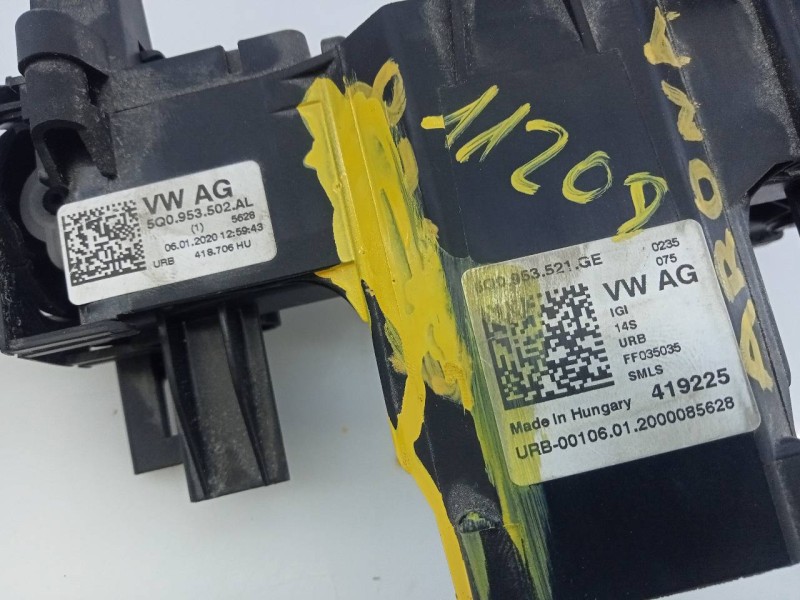 VW AG
5Q0.953.502.AL
(1) 5628
06.01.2020 12:59:43
URB 418.706 HU
1120D
ARONA
5Q0.953.521.GE 0235
075
VW AG
IGI
14S
URB
FF035035
SMLS
419225
Made in Hungary
URB-00106.01.2000085628